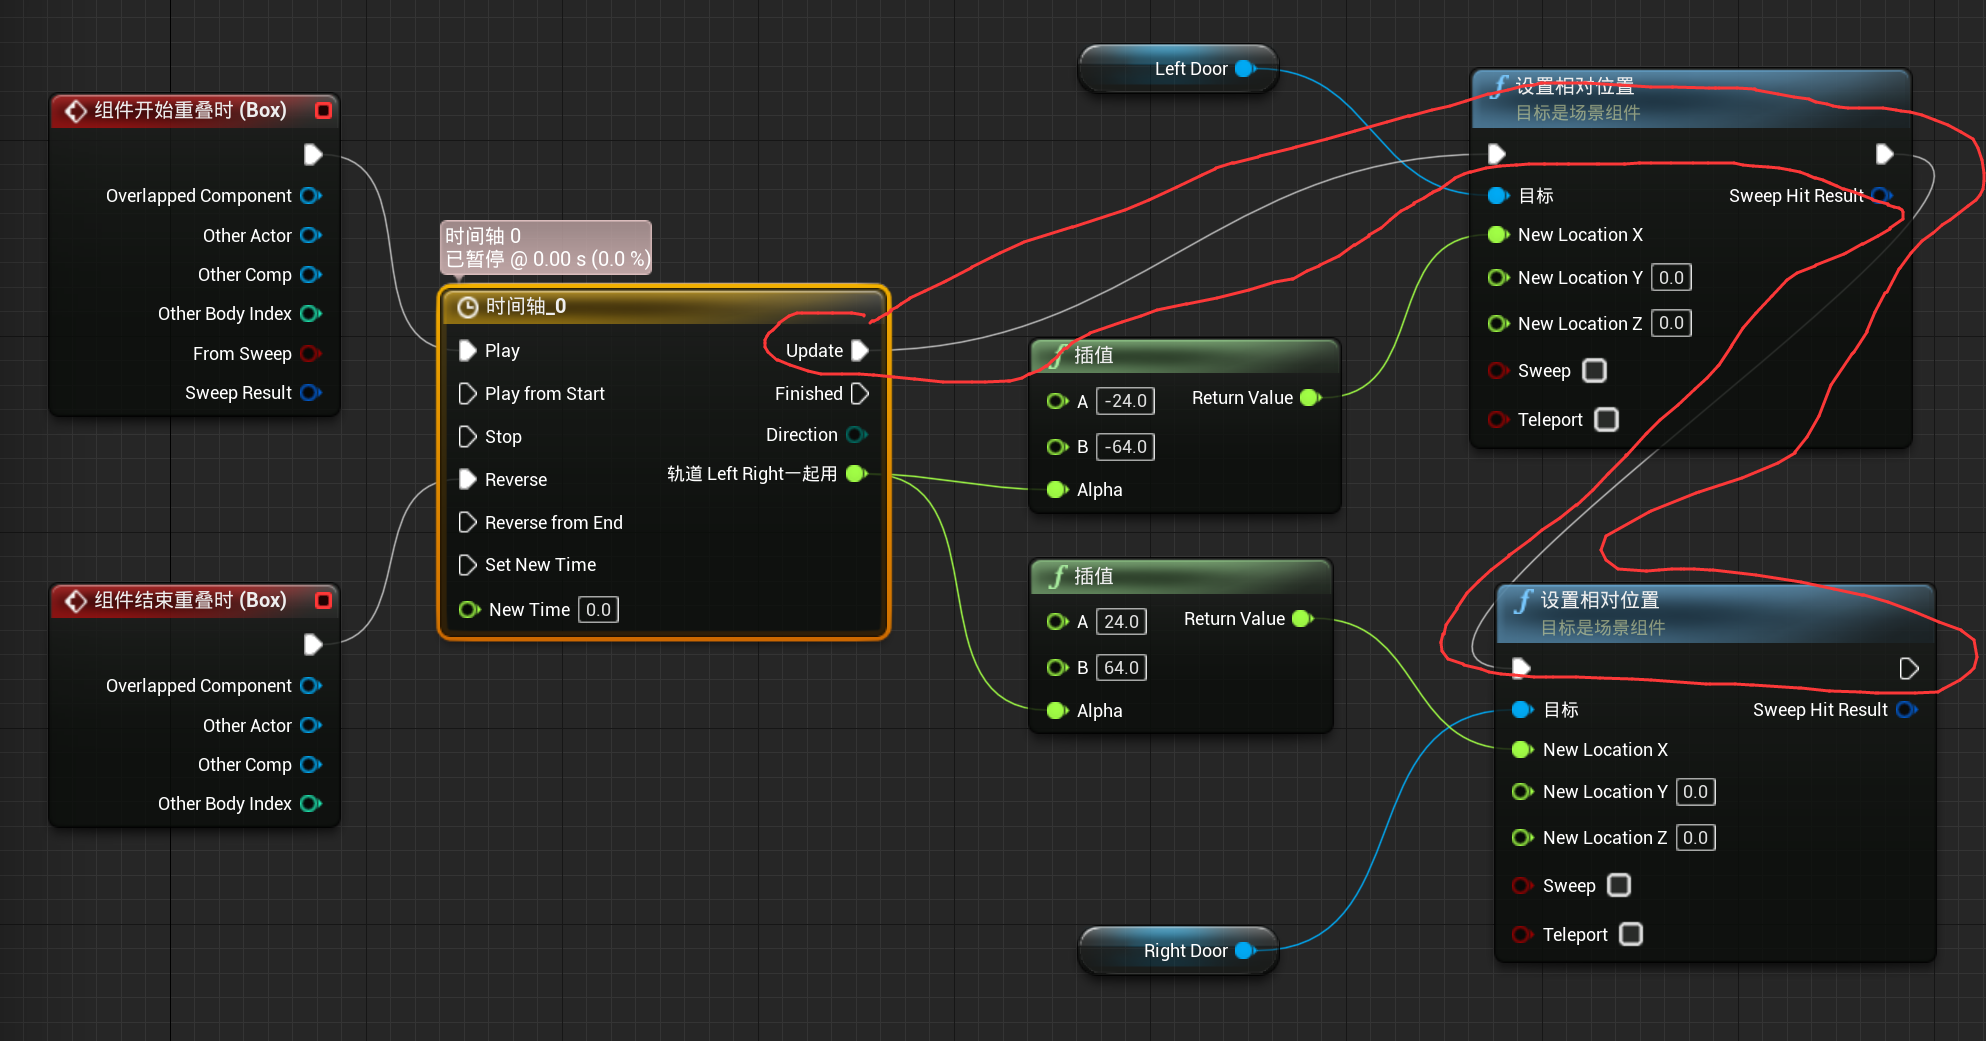 组件开始重叠时 (Box)
Overlapped Component
Other Actor
Other Comp
Other Body Index
From Sweep
Sweep Result
组件结束重叠时 (Box)
Overlapped Component
Other Actor
Other Comp
Other Body Index
时间轴 0
已暂停 @ 0.00 s (0.0 %)
时间轴_0
Play
Update
Play from Start
Finished
Stop
Direction
Reverse
轨道 Left Right一起用
Reverse from End
Set New Time
New Time 0.0
Left Door
插值
A -24.0
Return Value
B -64.0
Alpha
插值
A 24.0
Return Value
B 64.0
Alpha
Right Door
设置相对位置
目标是场景组件
目标
Sweep Hit Result
New Location X
New Location Y 0.0
New Location Z 0.0
Sweep
Teleport
设置相对位置
目标是场景组件
目标
Sweep Hit Result
New Location X
New Location Y 0.0
New Location Z 0.0
Sweep
Teleport